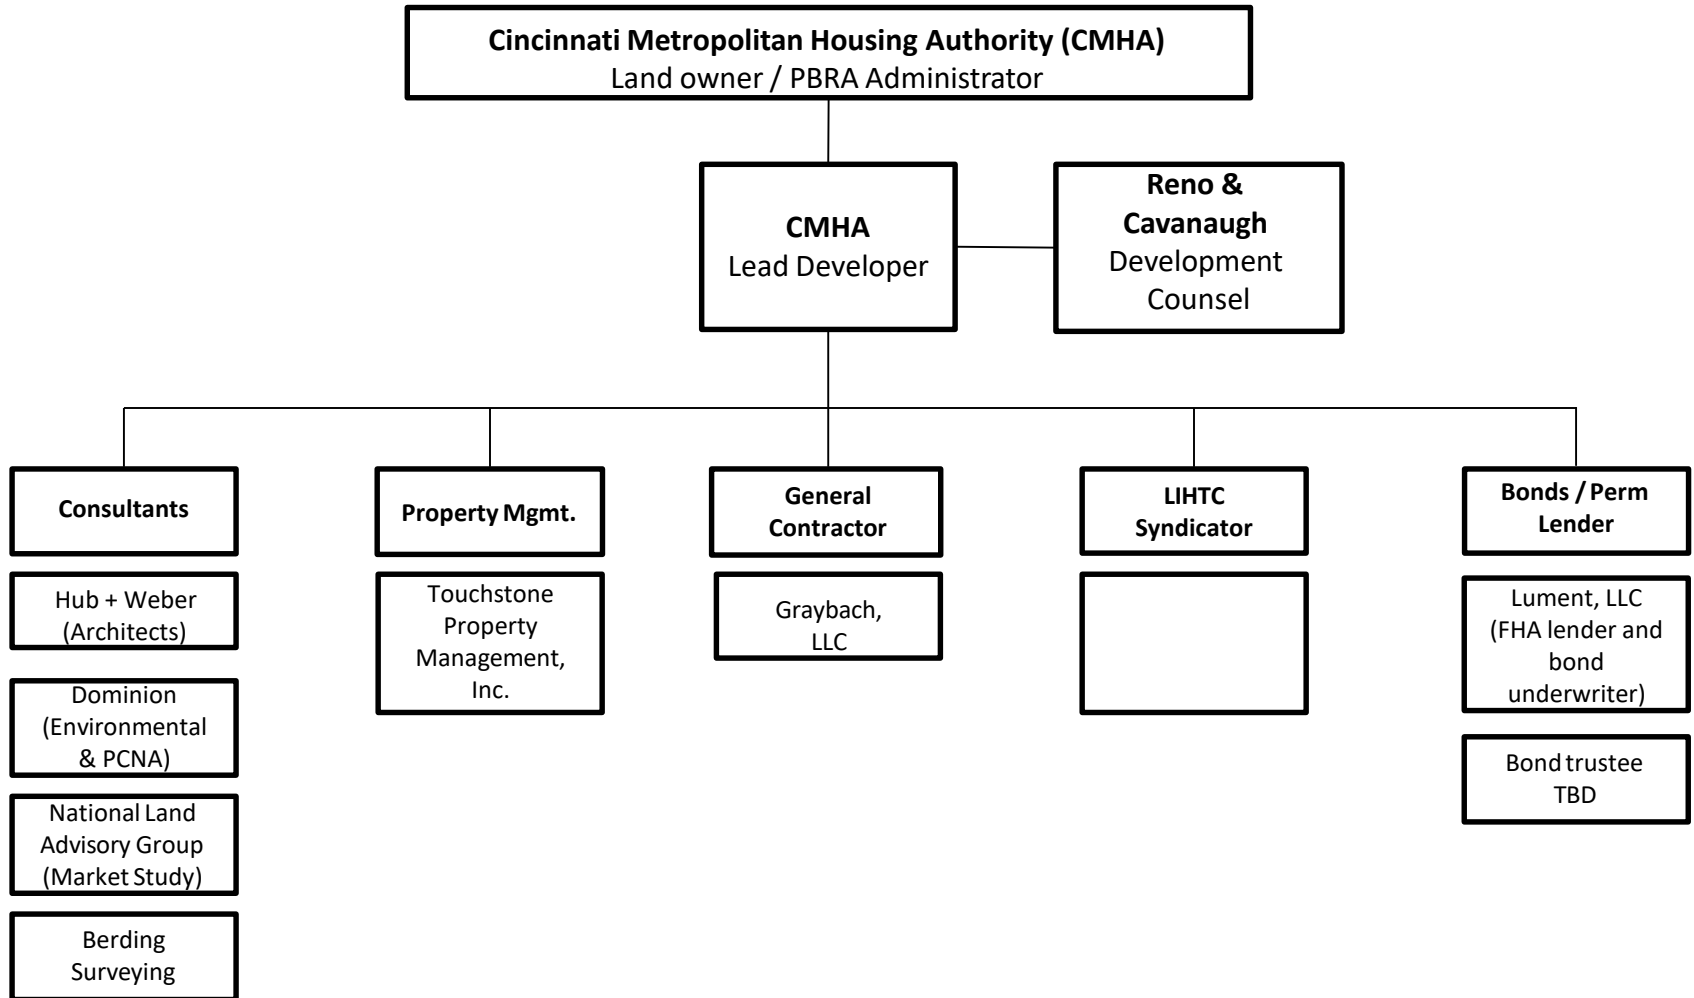 Cincinnati Metropolitan Housing Authority (CMHA)
Land owner / PBRA Administrator
CMHA
Lead Developer
Reno &
Cavanaugh
Development
Counsel
Consultants
Property Mgmt.
General
Contractor
LIHTC
Syndicator
Bonds / Perm
Lender
Hub + Weber
(Architects)
Dominion
(Environmental
& PCNA)
National Land
Advisory Group
(Market Study)
Berding
Surveying
Touchstone
Property
Management,
Inc.
Graybach,
LLC
Lument, LLC
(FHA lender and
bond
underwriter)
Bond trustee
TBD